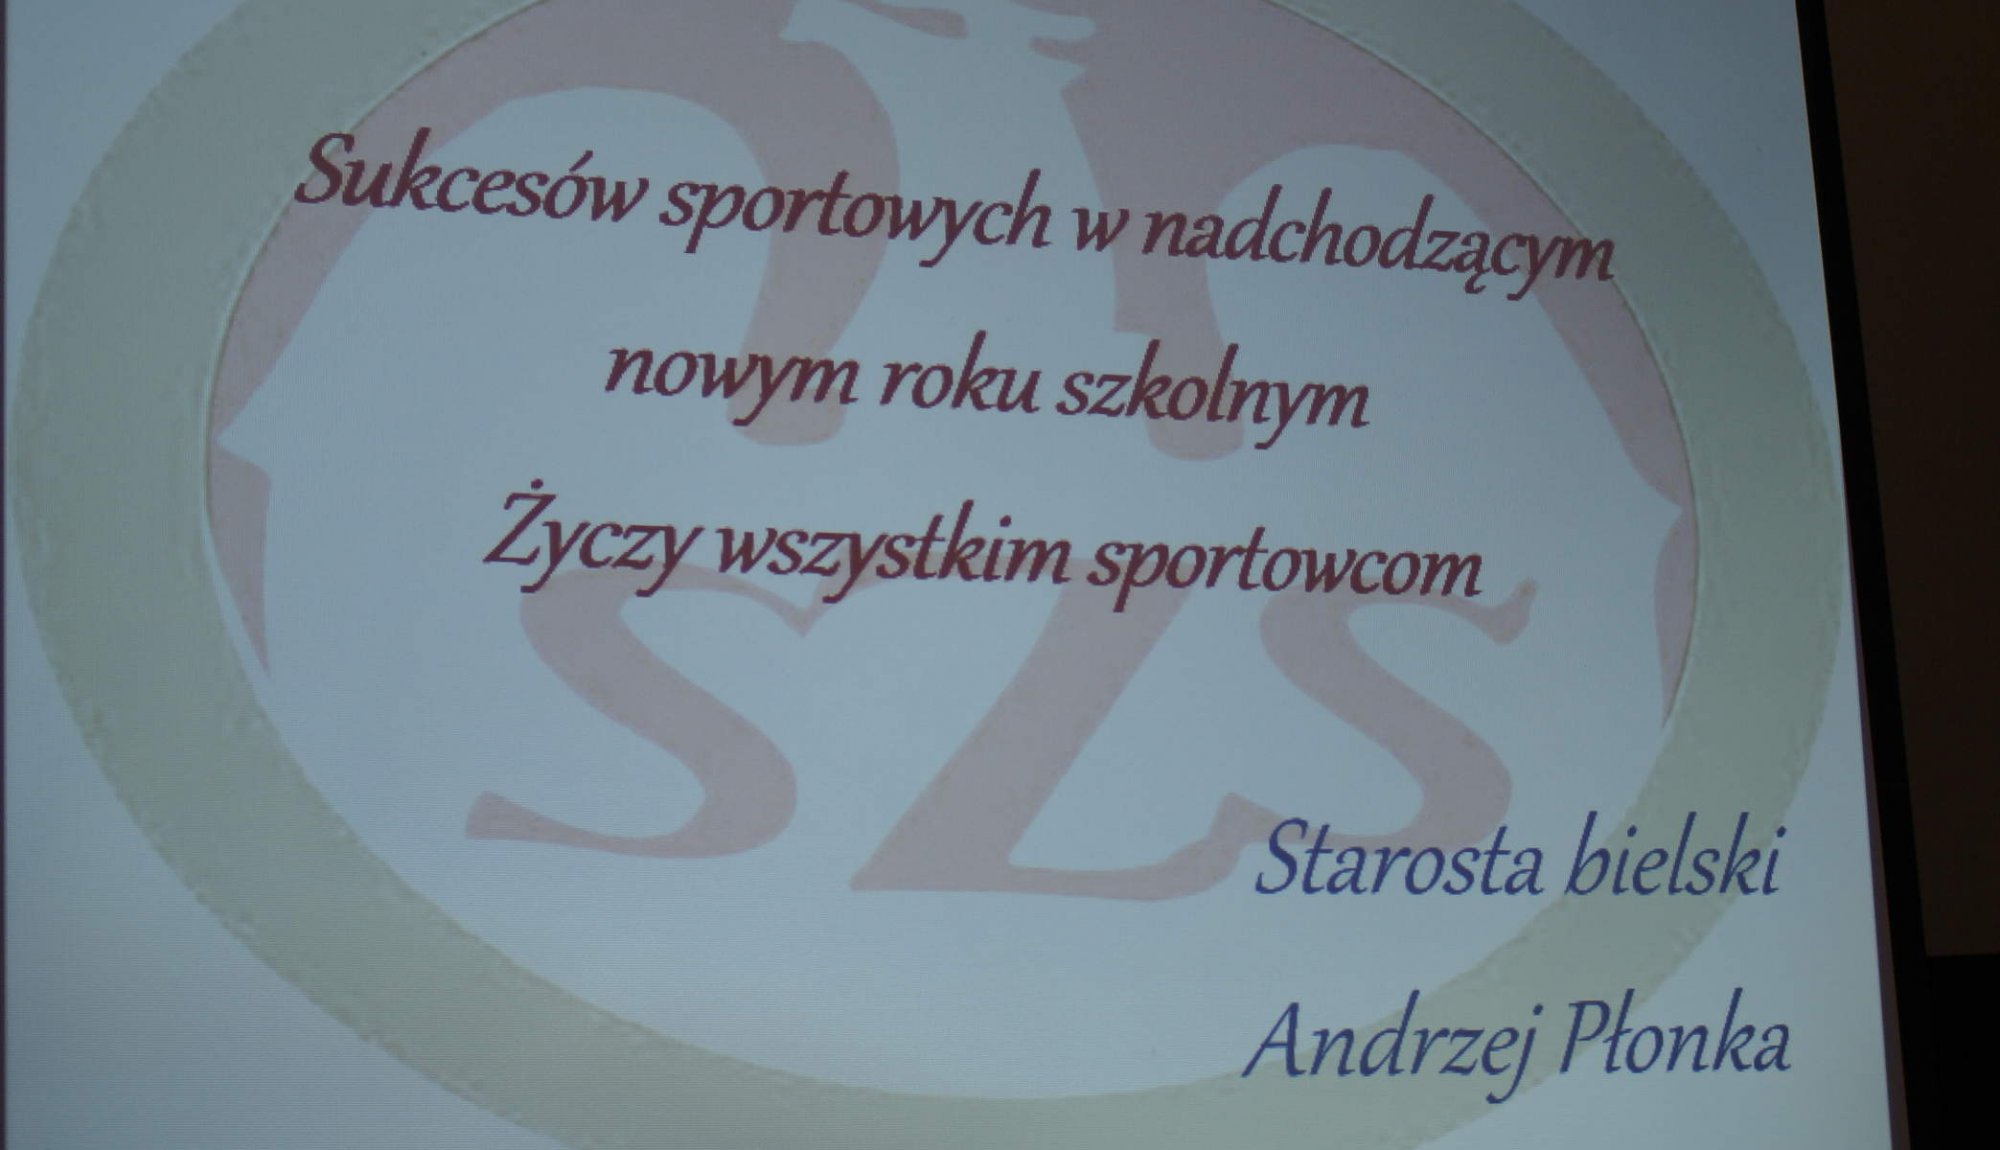 Sukcesów sportowych w nadchodzącym
nowym roku szkolnym
Życzy wszystkim sportowcom
SZS
Starosta bielski
Andrzej Płonka